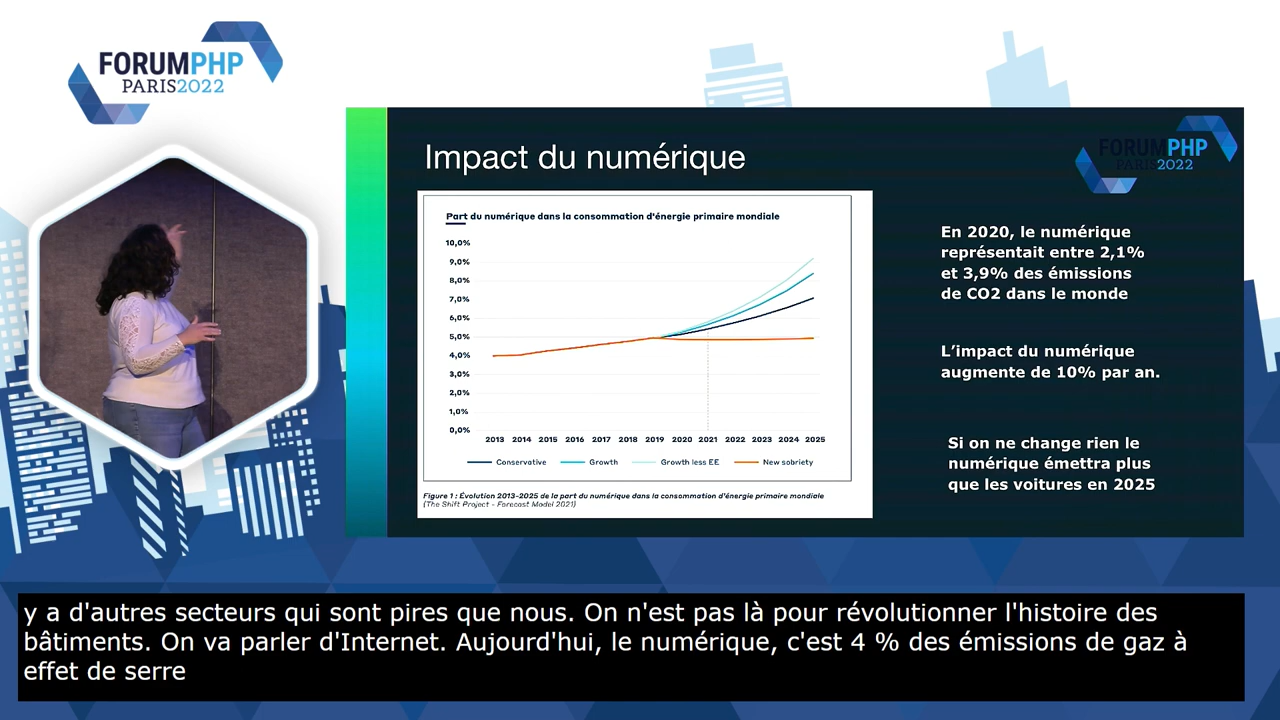 FORUMPHP
PARIS2022
FORUMPHP
PARIS2022
Impact du numérique
Part du numérique dans la consommation d'énergie primaire mondiale
10,0%
9,0%
8,0%
7,0%
6,0%
5,0%
4,0%
3,0%
2,0%
1,0%
0,0%
2013 2014 2015 2016 2017 2018 2019 2020 2021 2022 2023 2024 2025
Conservative Growth Growth less EE New sobriety
Figure 1 : Évolution 2013-2025 de la part du numérique dans la consommation d'énergie primaire mondiale
(The Shift Project - Forecast Model 2021)
En 2020, le numérique
représentait entre 2,1%
et 3,9% des émissions
de CO2 dans le monde
L’impact du numérique
augmente de 10% par an.
Si on ne change rien le
numérique émettra plus
que les voitures en 2025
y a d'autres secteurs qui sont pires que nous. On n'est pas là pour révolutionner l'histoire des
bâtiments. On va parler d'Internet. Aujourd'hui, le numérique, c'est 4 % des émissions de gaz à
effet de serre